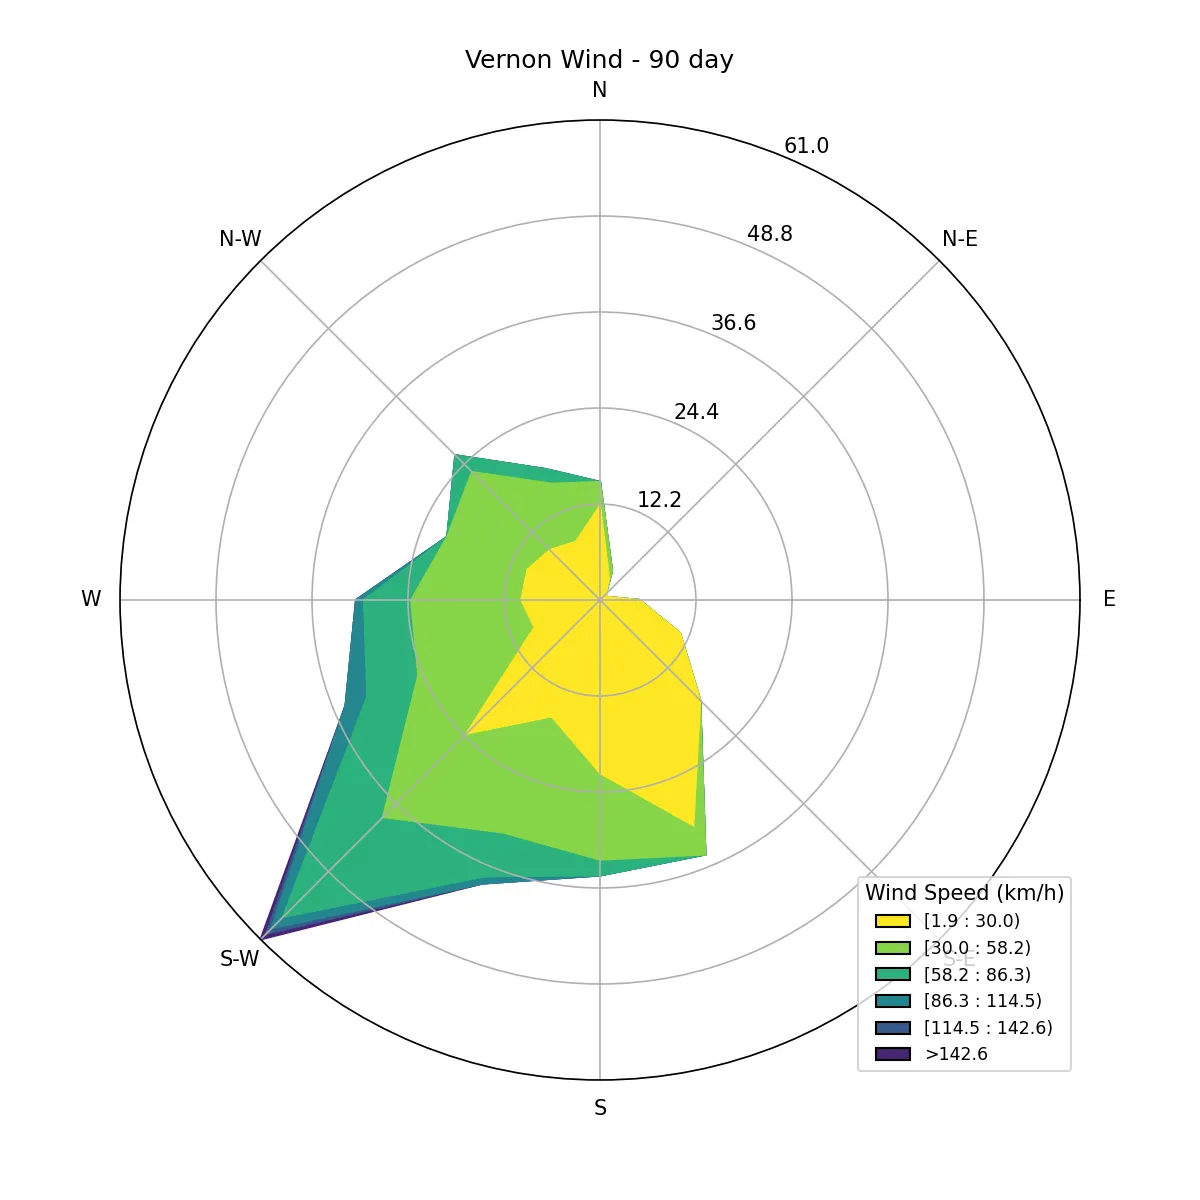 Vernon Wind - 90 day
N
61.0
N-W
N-E
48.8
36.6
24.4
12.2
W
E
S-W
S-E
S
Wind Speed (km/h)
[1.9 : 30.0)
[30.0 : 58.2)
[58.2 : 86.3)
[86.3 : 114.5)
[114.5 : 142.6)
>142.6